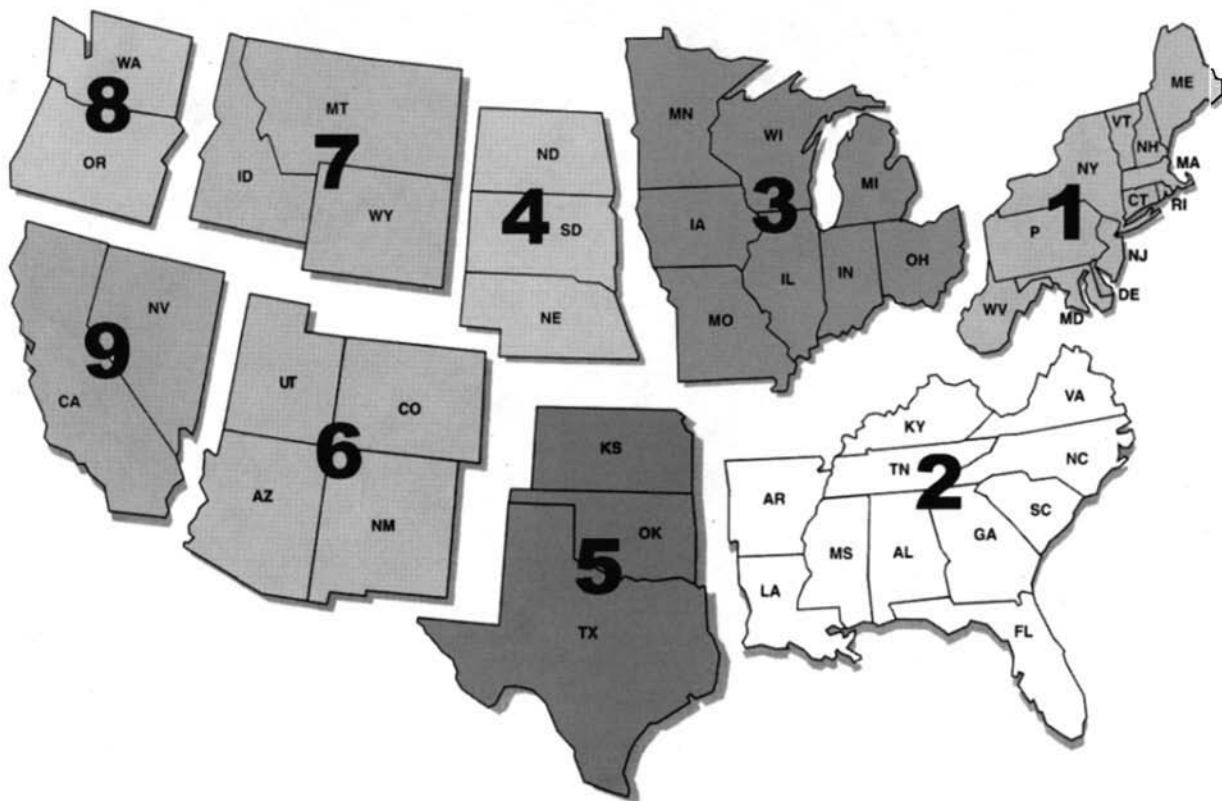 WA
8
OR
MT
7
ID
WY
ND
4
SD
NE
MN
WI
3
MI
IA
IL
IN
OH
MO
ME
VT
NH
MA
NY
1
CT
RI
P
NJ
DE
WV
MD
NV
9
CA
UT
CO
6
AZ
NM
KS
OK
5
TX
VA
KY
NC
TN
2
AR
SC
MS
AL
GA
LA
FL